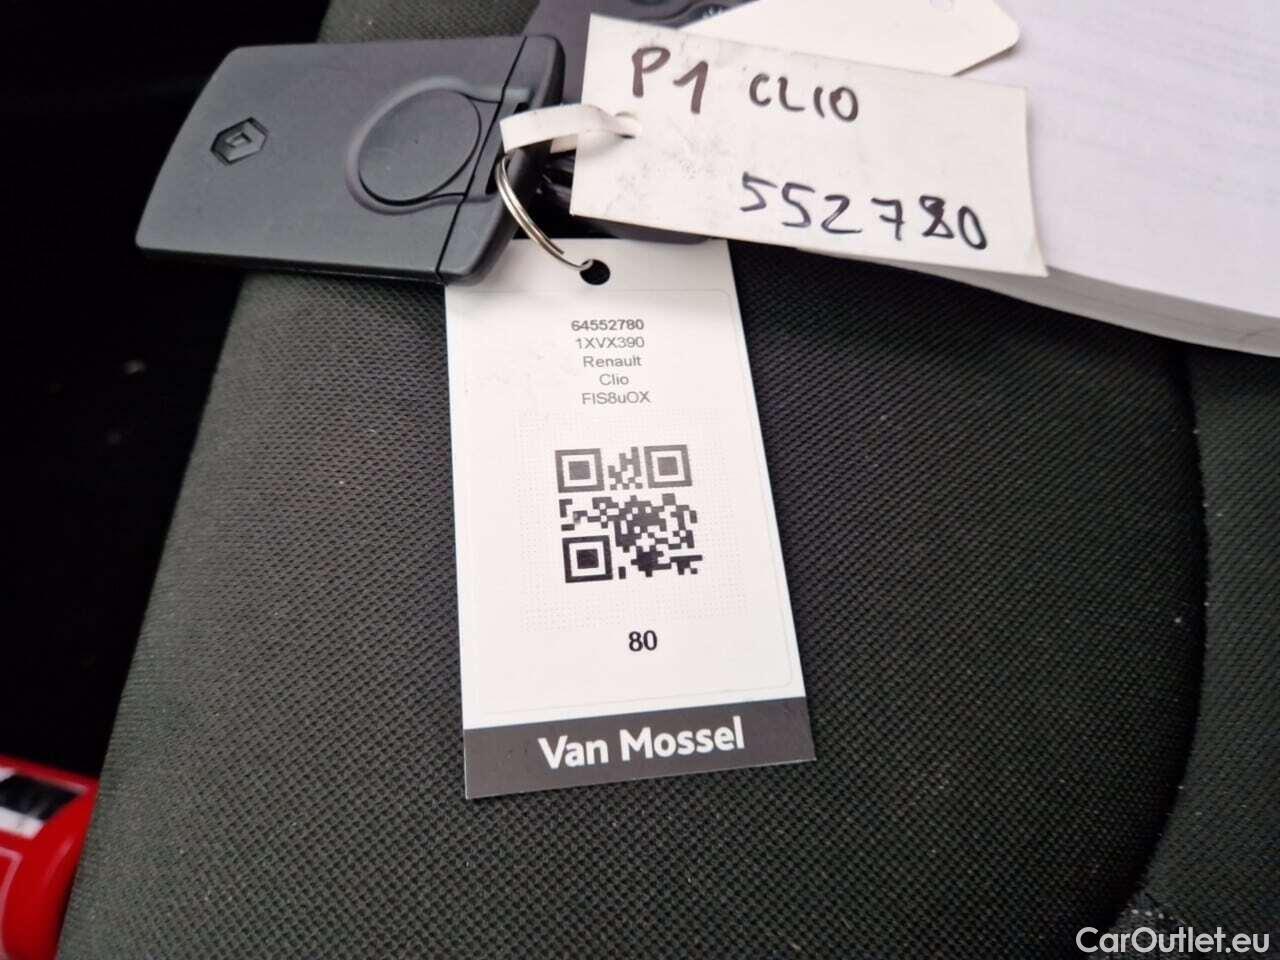 P1 CLIO
552780
64552780
1XVX390
Renault
Clio
FIS8uOX
80
Van Mossel
CarOutlet.eu